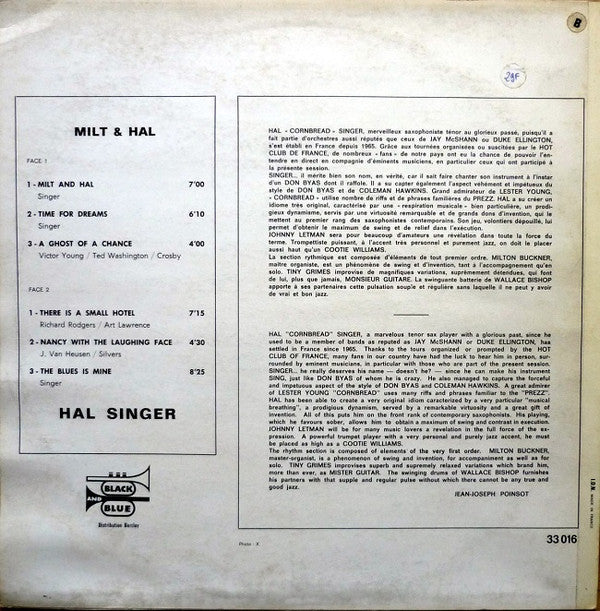 B
29F
MILT & HAL
FACE 1
1 - MILT AND HAL 7'00
Singer
2 - TIME FOR DREAMS 6'10
Singer
3 - A GHOST OF A CHANCE 4'00
Victor Young / Ted Washington / Crosby
FACE 2
1 - THERE IS A SMALL HOTEL 7'15
Richard Rodgers / Art Lawrence
2 - NANCY WITH THE LAUGHING FACE 4'30
J. Van Heusen / Silvers
3 - THE BLUES IS MINE 8'25
Singer
HAL SINGER
BLACK
AND
BLUE
Distribution Barclay
HAL - CORNBREAD - SINGER, merveilleux saxophoniste ténor au glorieux passé, puisqu'il a
fait partie d'orchestres aussi réputés que ceux de JAY McSHANN ou DUKE ELLINGTON,
s'est établi en France depuis 1965. Grâce aux tournées organisées ou suscitées par le HOT
CLUB DE FRANCE, de nombreux - fans - de notre pays ont eu la chance de pouvoir l'en-
tendre en direct en compagnie d'éminents musiciens, en particulier ceux qui ont participé à
la présente session.
SINGER... il mérite bien son nom, en vérité, car il sait faire chanter son instrument à l'instar
d'un DON BYAS dont il raffole. Il a su capter également l'aspect véhément et impétueux du
style de DON BYAS et de COLEMAN HAWKINS. Grand admirateur de LESTER YOUNG,
- CORNBREAD - utilise nombre de riffs et de phrases familières du PREZZ. HAL a su créer un
idiome très original, caractérisé par une - respiration musicale - bien particulière, un pro-
digieux dynamisme, servis par une virtuosité remarquable et de grands dons d'invention, qui le
mettent au premier rang des saxophonistes contemporains. Son jeu, volontiers dépouillé, lui
permet d'obtenir le maximum de swing et de relief dans l'exécution.
JOHNNY LETMAN sera pour beaucoup d'amateurs une révélation dans toute la force du
terme. Trompettiste puissant, à l'accent très personnel et purement jazz, on doit le placer
aussi haut qu'un COOTIE WILLIAMS.
La section rythmique est composée d'éléments de tout premier ordre. MILTON BUCKNER,
maître organiste, est un phénomène de swing et d'invention, tant à l'accompagnement qu'en
solo. TINY GRIMES improvise de magnifiques variations, suprêmement détendues, qui font
de lui, plus que jamais, MONSIEUR GUITARE. La swinguante batterie de WALLACE BISHOP
apporte à ses partenaires cette pulsation souple et régulière sans laquelle il ne peut y avoir
de vrai et bon jazz.
HAL "CORNBREAD" SINGER, a marvelous tenor sax player with a glorious past, since he
used to be a member of bands as reputed as JAY McSHANN or DUKE ELLINGTON, has
settled in France since 1965. Thanks to the tours organized or prompted by the HOT
CLUB OF FRANCE, many fans in our country have had the luck to hear him in person, sur-
rounded by eminent musicians, in particular with those who are part of the present session.
SINGER... he really deserves his name — doesn't he? — since he can make his instrument
SING, just like DON BYAS of whom he is crazy. He also managed to capture the forceful
and impetuous aspect of the style of DON BYAS and COLEMAN HAWKINS. A great admirer
of LESTER YOUNG "CORNBREAD" uses many riffs and phrases familiar to the "PREZZ".
HAL has been able to create a very original idiom caracterized by a very particular "musical
breathing", a prodigious dynamism, served by a remarkable virtuosity and a great gift of
invention. All of this puts him on the front rank of contemporary saxophonists. His playing,
which he favours sober, allows him to obtain a maximum of swing and contrast in execution.
JOHNNY LETMAN will be for many music lovers a revelation in the full force of the ex-
pression. A powerful trumpet player with a very personal and purely jazz accent, he must
be placed as high as a COOTIE WILLIAMS.
The rhythm section is composed of elements of the very first order. MILTON BUCKNER,
master-organist, is a phenomenon of swing and invention, for accompaniment as well as for
solo. TINY GRIMES improvises superb and supremely relaxed variations which brand him,
more than ever, as MISTER GUITAR. The swinging drums of WALLACE BISHOP furnishes
his partners with that supple and regular pulse without which there cannot be any true and
good jazz.
JEAN-JOSEPH POINSOT
Photo : X
33 016
I.D.N. MADE IN FRANCE